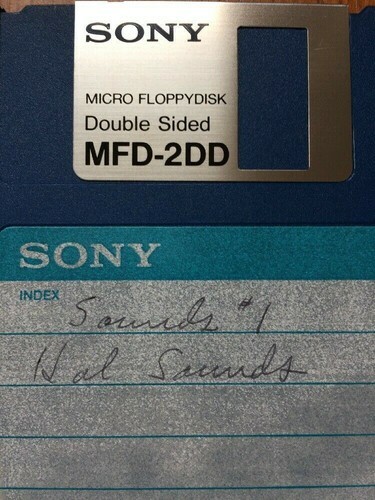 SONY
MICRO FLOPPYDISK
Double Sided
MFD-2DD
SONY
INDEX
Sounds #1
Hal Sounds